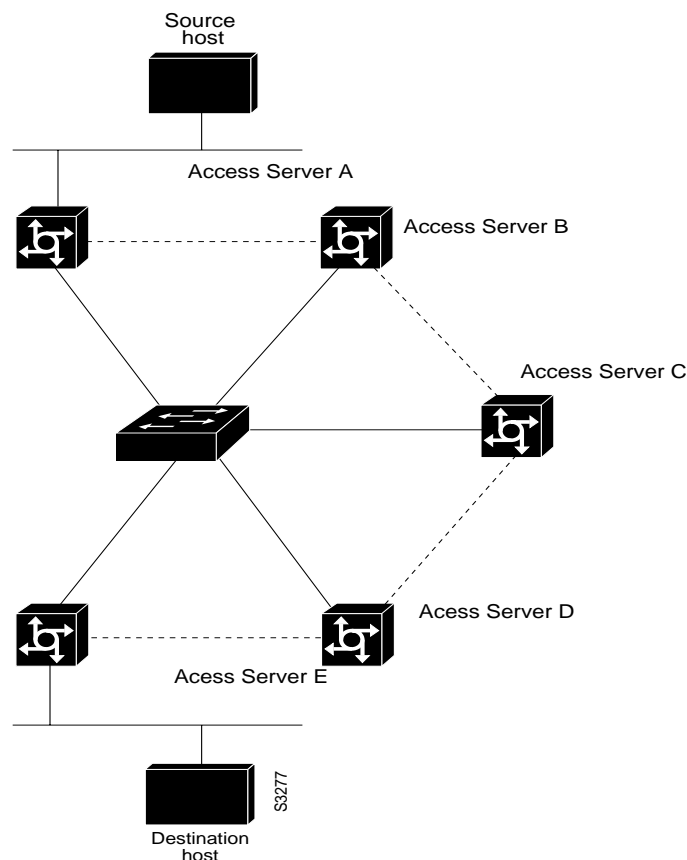 Source
host
Access Server A
Access Server B
Access Server C
Acess Server D
Acess Server E
S3277
Destination
host